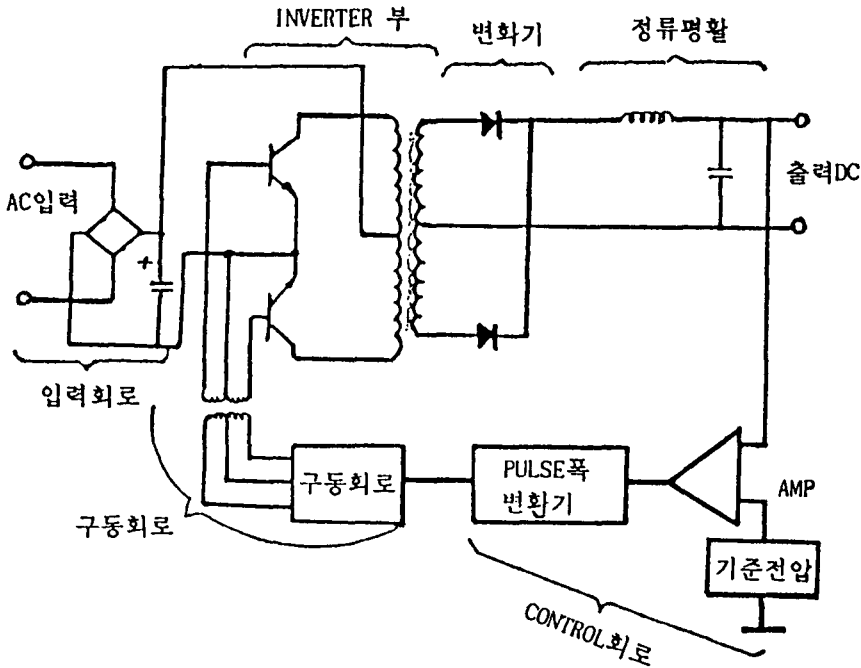 INVERTER 부
변화기
정류평활
AC입력
+
출력DC
입력회로
구동회로
구동회로
PULSE폭
변환기
AMP
기준전압
CONTROL회로